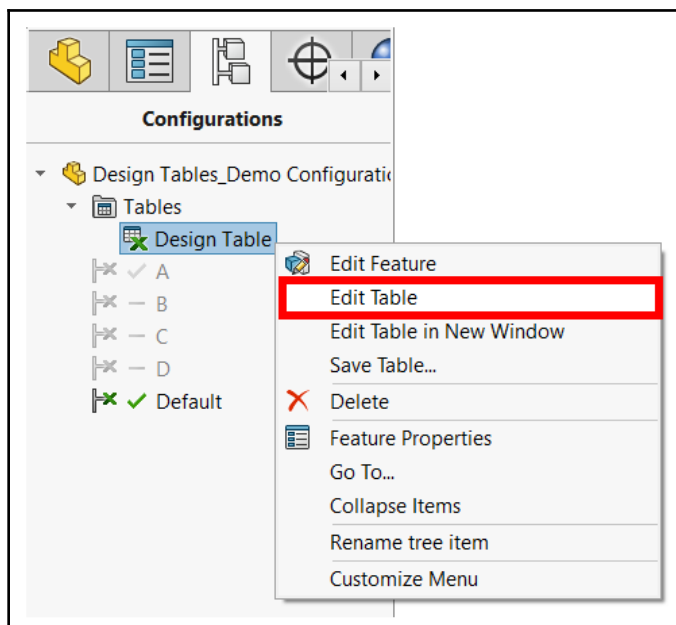 Configurations
Design Tables_Demo Configuratio
Tables
Design Table
A
B
C
D
Default
Edit Feature
Edit Table
Edit Table in New Window
Save Table...
Delete
Feature Properties
Go To...
Collapse Items
Rename tree item
Customize Menu